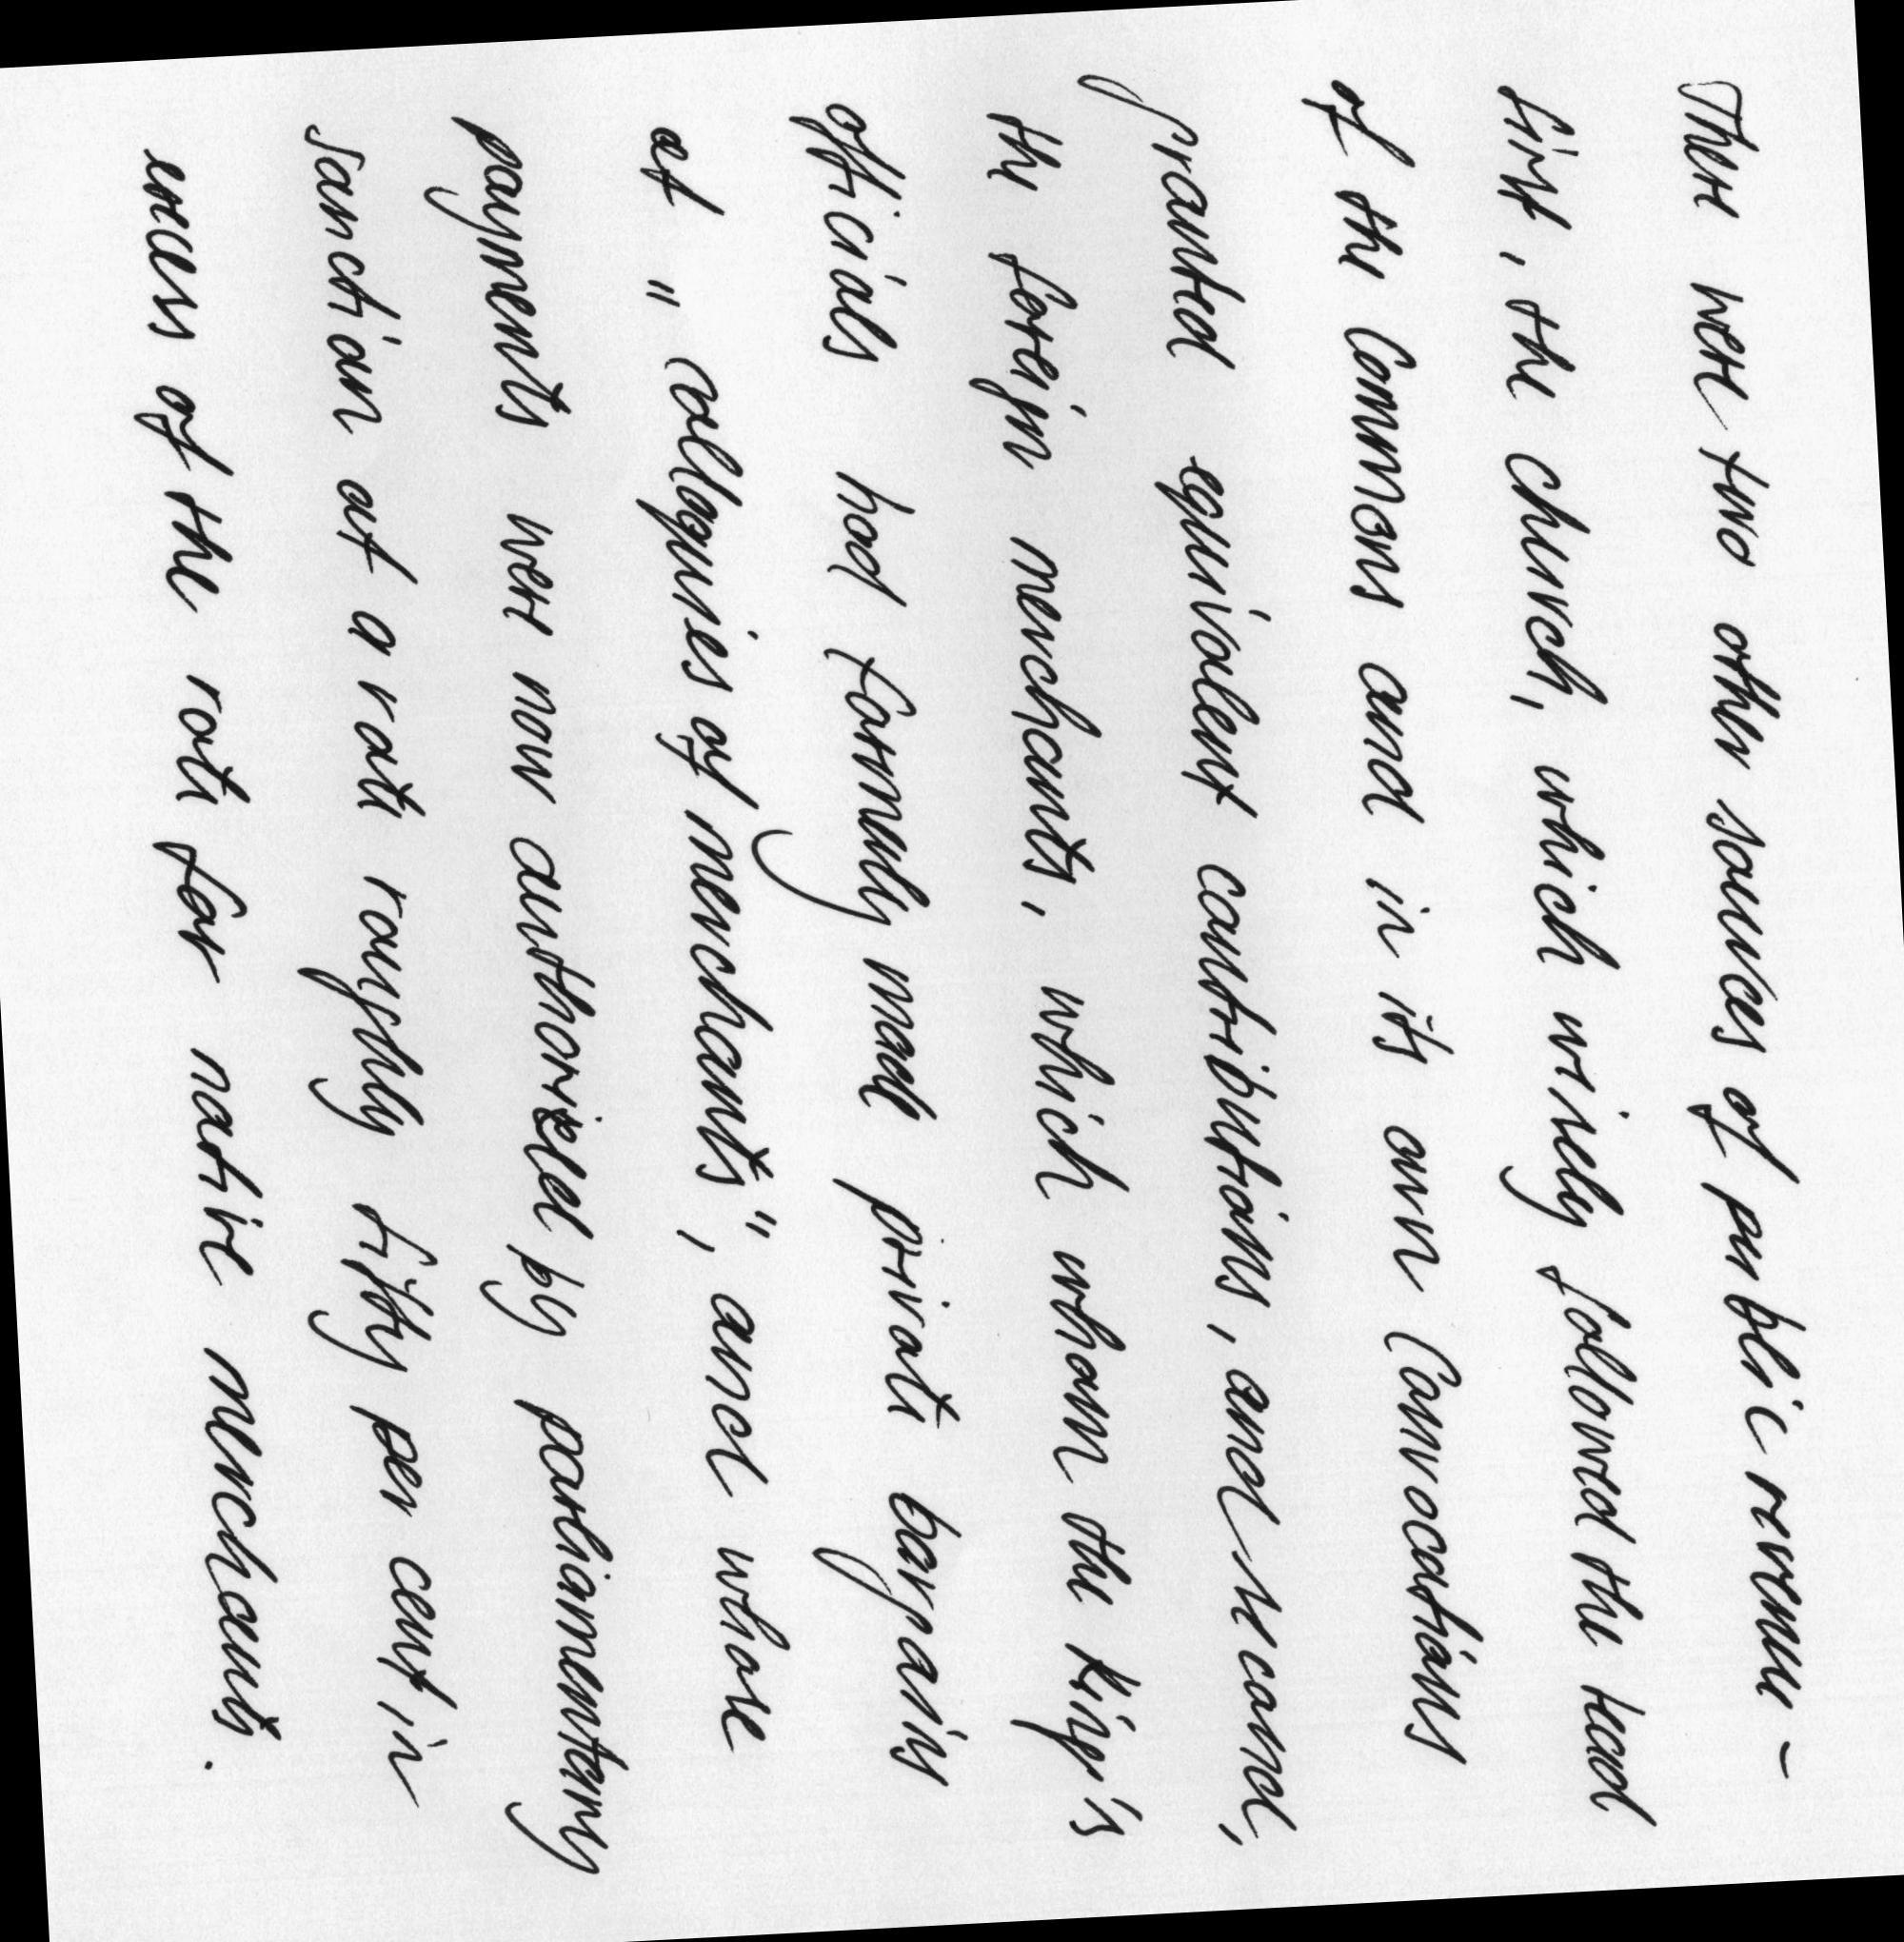 There were two other sources of public revenue -
first, the church, which wisely followed the lead
of the Commons and in its own Convocations
granted equivalent contributions, and second,
the foreign merchants, which whom the King's
officials had formerly made private bargains
at "colloquies of merchants", and whose
payments were now authorised by parliamentary
sanction at a rate roughly fifty per cent in
excess of the rate for native merchants.